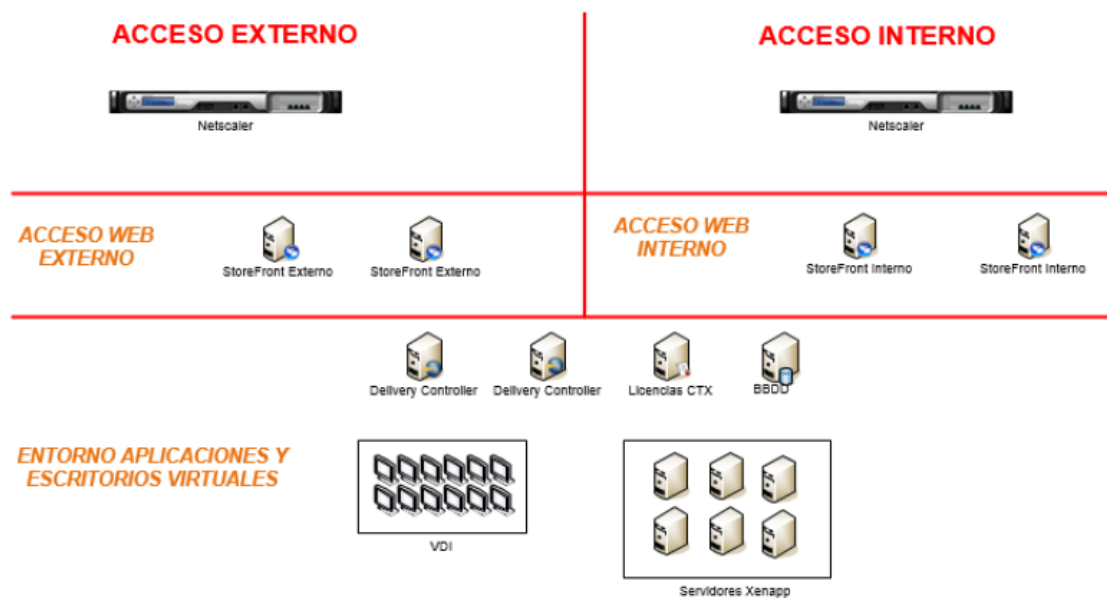 ACCESO EXTERNO
ACCESO INTERNO
Netscaler
Netscaler
ACCESO WEB
EXTERNO
StoreFront Externo
StoreFront Externo
ACCESO WEB
INTERNO
StoreFront Interno
StoreFront Interno
Delivery Controller
Delivery Controller
Licencias CTX
BBDD
ENTORNO APLICACIONES Y
ESCRITORIOS VIRTUALES
VDI
Servidores Xenapp